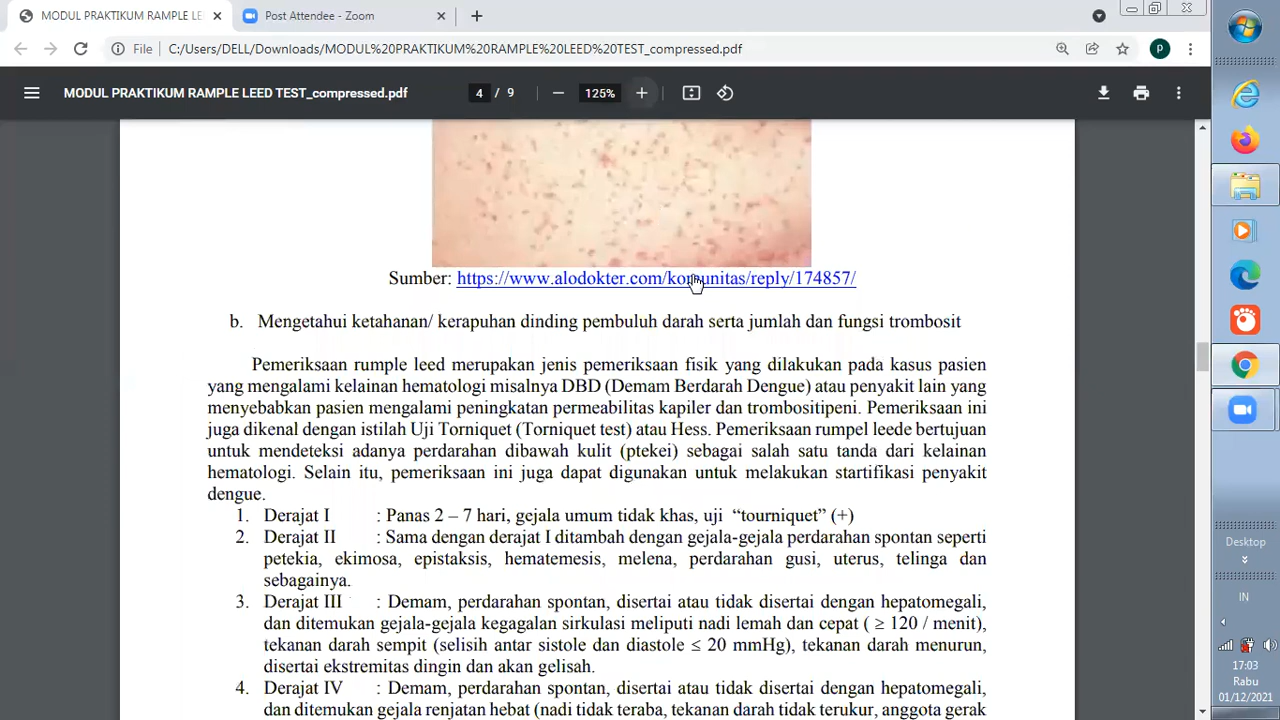 MODUL PRAKTIKUM RAMPLE LE
Post Attendee - Zoom
File
C:/Users/DELL/Downloads/MODUL%20PRAKTIKUM%20RAMPLE%20LEED%20TEST_compressed.pdf
P
MODUL PRAKTIKUM RAMPLE LEED TEST_compressed.pdf
4 / 9
125%
Sumber: https://www.alodokter.com/komunitas/reply/174857/
b. Mengetahui ketahanan/ kerapuhan dinding pembuluh darah serta jumlah dan fungsi trombosit
Pemeriksaan rumple leed merupakan jenis pemeriksaan fisik yang dilakukan pada kasus pasien
yang mengalami kelainan hematologi misalnya DBD (Demam Berdarah Dengue) atau penyakit lain yang
menyebabkan pasien mengalami peningkatan permeabilitas kapiler dan trombositipeni. Pemeriksaan ini
juga dikenal dengan istilah Uji Torniquet (Torniquet test) atau Hess. Pemeriksaan rumpel leede bertujuan
untuk mendeteksi adanya perdarahan dibawah kulit (ptekei) sebagai salah satu tanda dari kelainan
hematologi. Selain itu, pemeriksaan ini juga dapat digunakan untuk melakukan startifikasi penyakit
dengue.
1. Derajat I : Panas 2 – 7 hari, gejala umum tidak khas, uji “tourniquet” (+)
2. Derajat II : Sama dengan derajat I ditambah dengan gejala-gejala perdarahan spontan seperti
petekia, ekimosa, epistaksis, hematemesis, melena, perdarahan gusi, uterus, telinga dan
sebagainya.
3. Derajat III : Demam, perdarahan spontan, disertai atau tidak disertai dengan hepatomegali,
dan ditemukan gejala-gejala kegagalan sirkulasi meliputi nadi lemah dan cepat ( ≥ 120 / menit),
tekanan darah sempit (selisih antar sistole dan diastole ≤ 20 mmHg), tekanan darah menurun,
disertai ekstremitas dingin dan akan gelisah.
4. Derajat IV : Demam, perdarahan spontan, disertai atau tidak disertai dengan hepatomegali,
dan ditemukan gejala renjatan hebat (nadi tidak teraba, tekanan darah tidak terukur, anggota gerak
Desktop
IN
17:03
Rabu
01/12/2021